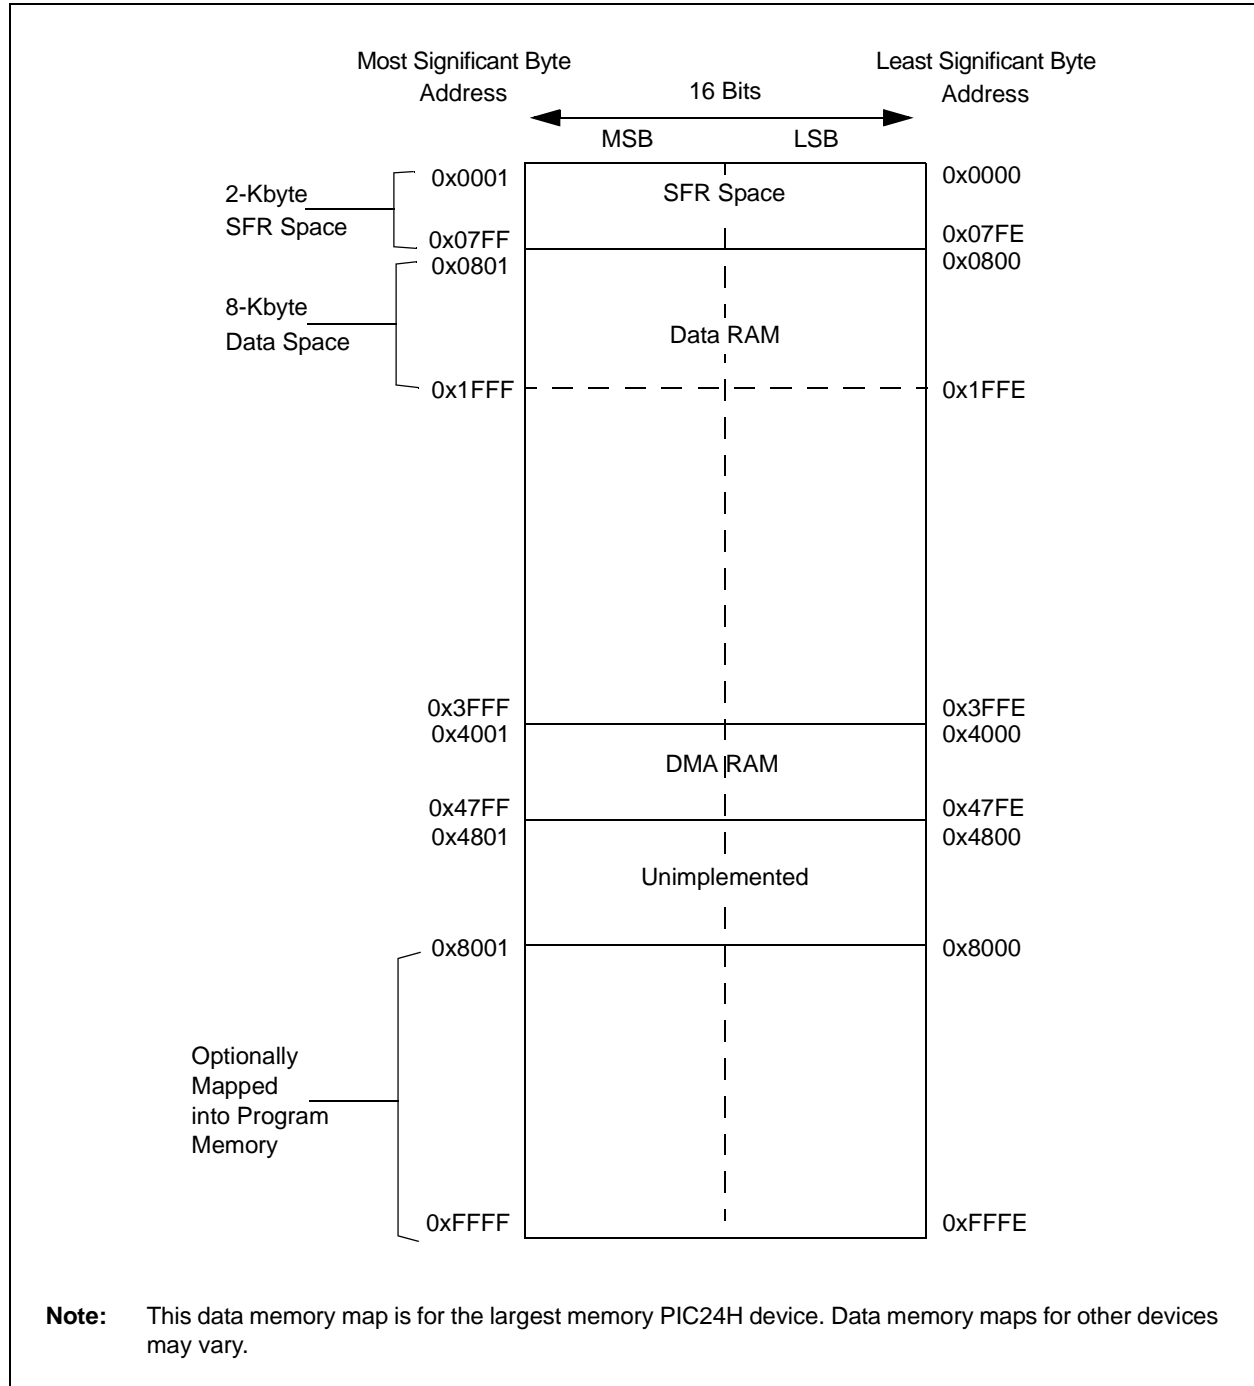 Most Significant Byte
Address
16 Bits
Least Significant Byte
Address
MSB
LSB
2-Kbyte
SFR Space
0x0001
SFR Space
0x0000
0x07FF
0x07FE
0x0801
0x0800
8-Kbyte
Data Space
Data RAM
0x1FFF
0x1FFE
0x3FFF
0x3FFE
0x4001
0x4000
DMA RAM
0x47FF
0x47FE
0x4801
0x4800
Unimplemented
0x8001
0x8000
Optionally
Mapped
into Program
Memory
0xFFFF
0xFFFE
Note: This data memory map is for the largest memory PIC24H device. Data memory maps for other devices
may vary.